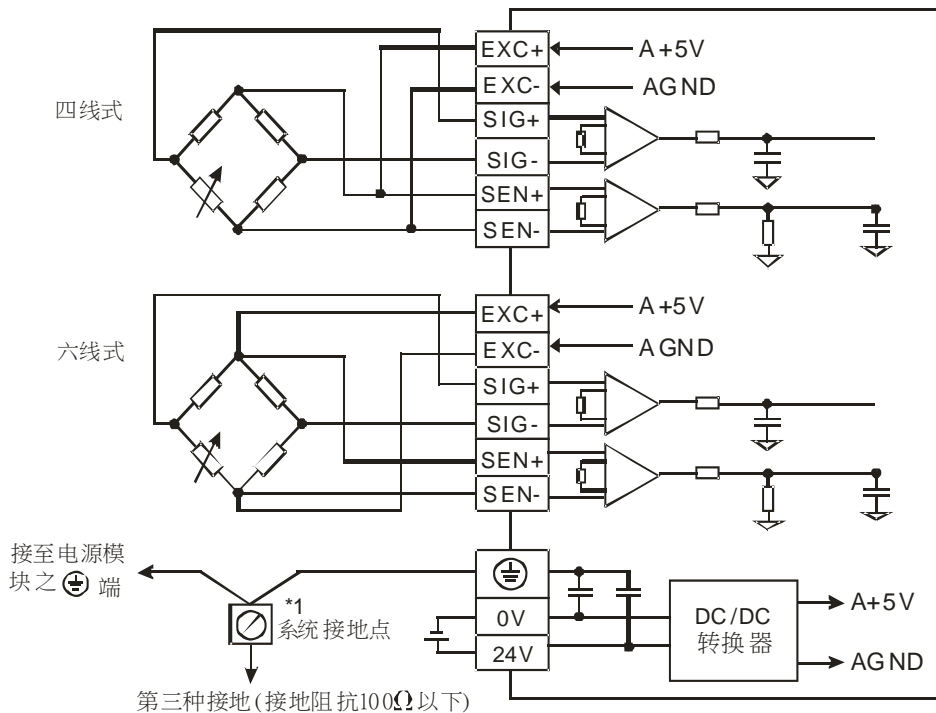 四线式
EXC+
A+5V
EXC-
AGND
SIG+
SIG-
SEN+
SEN-
六线式
EXC+
A+5V
EXC-
AGND
SIG+
SIG-
SEN+
SEN-
接至电源模
块之 端
*1
系统接地点
0V
24V
DC/DC
转换器
A+5V
AGND
第三种接地(接地阻抗100Ω以下)